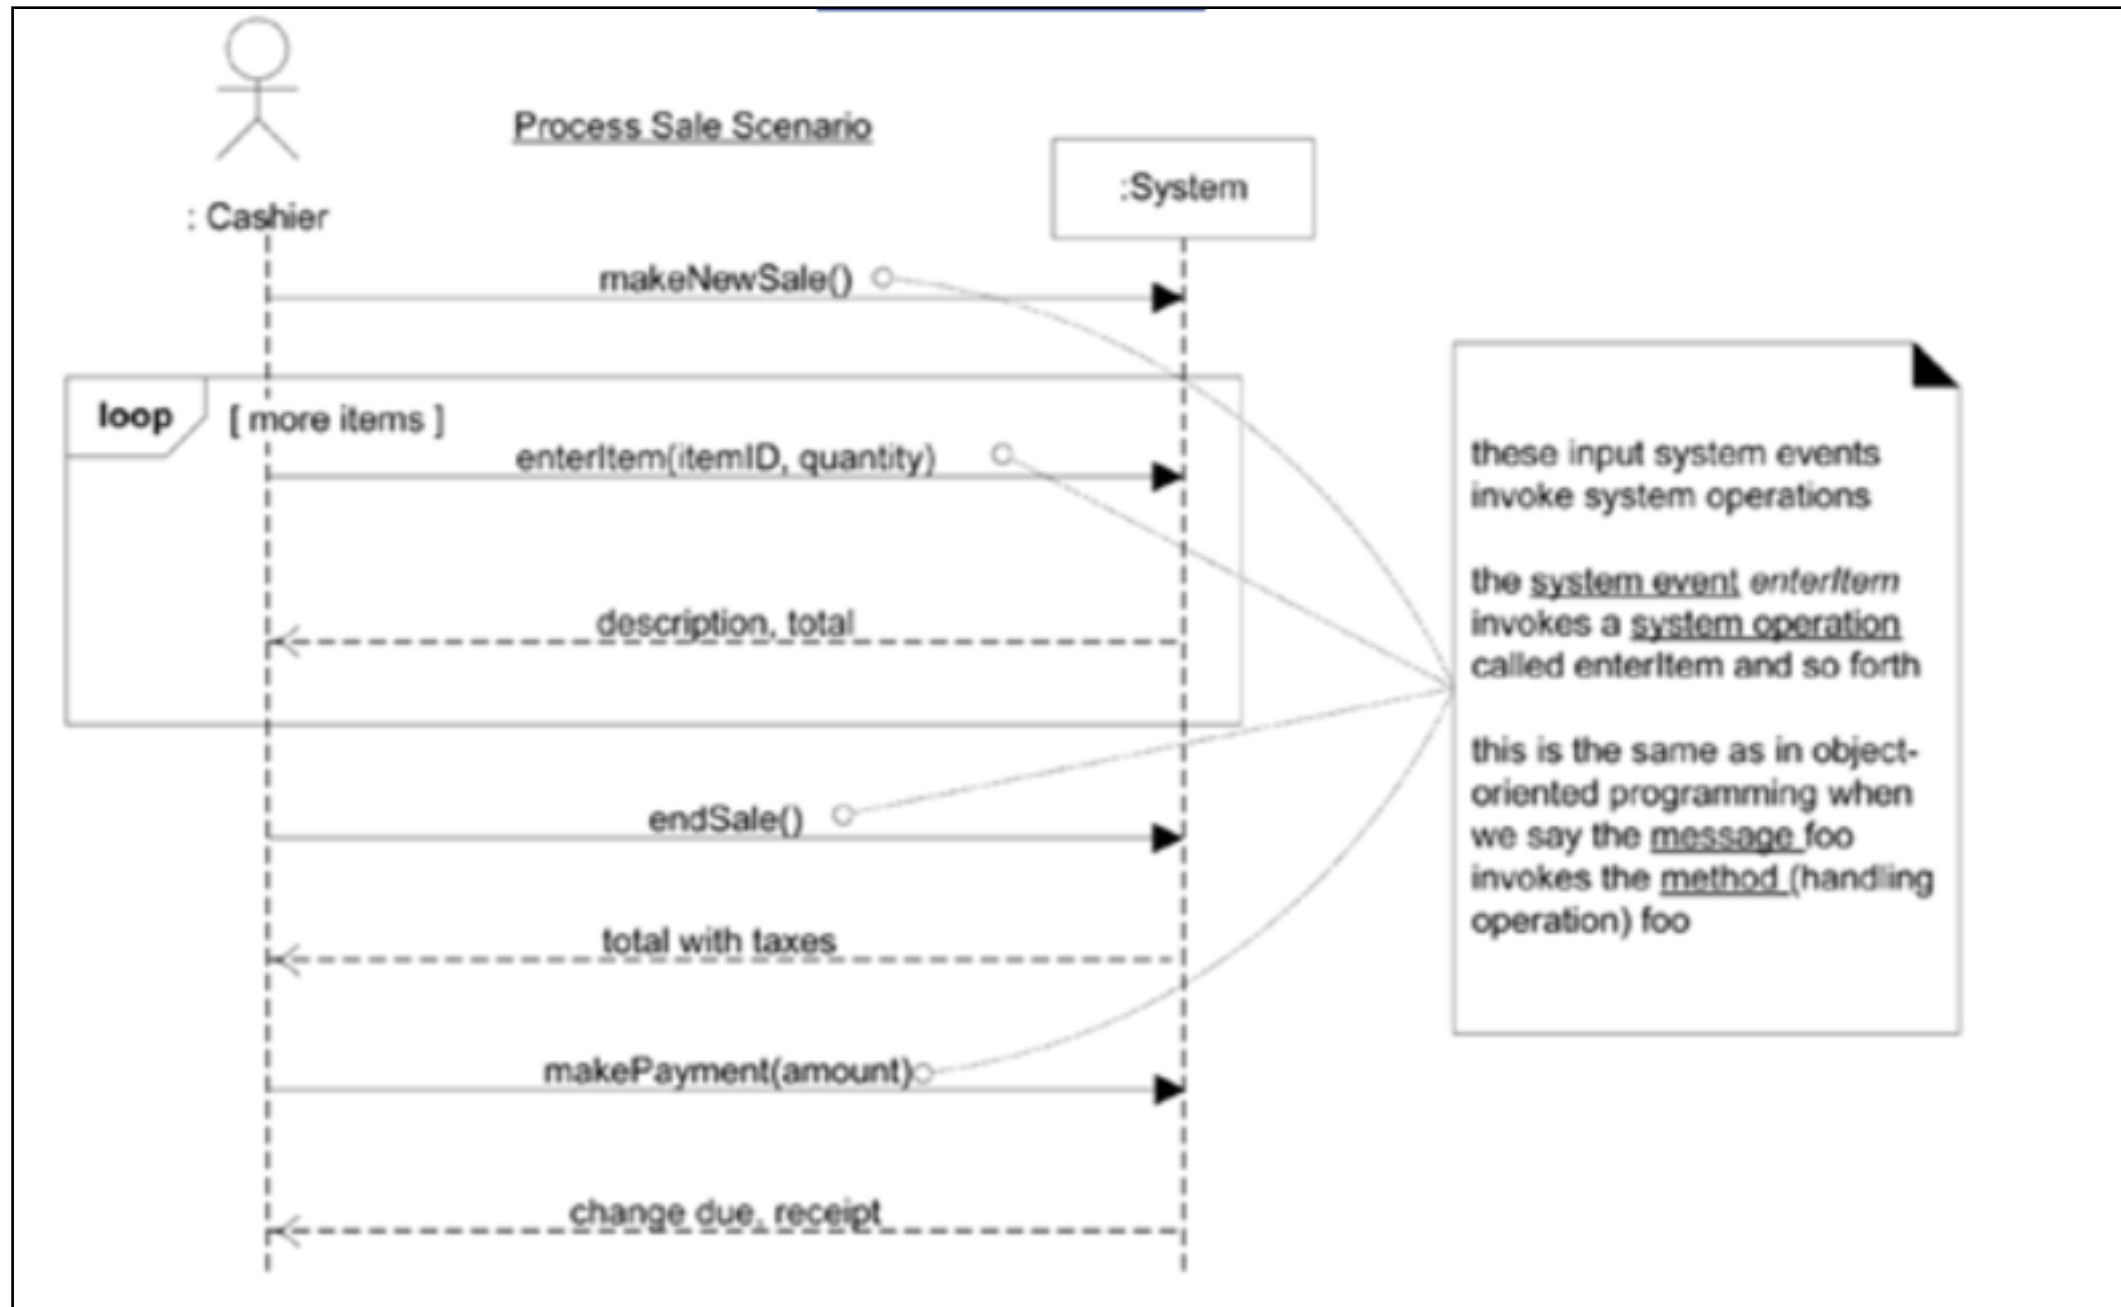 Process Sale Scenario
:System
: Cashier
makeNewSale()
loop
[ more items ]
enterItem(itemID, quantity)
description, total
endSale()
total with taxes
makePayment(amount)
change due, receipt
these input system events
invoke system operations
the system event enterItem
invokes a system operation
called enterItem and so forth
this is the same as in object-
oriented programming when
we say the message foo
invokes the method (handling
operation) foo